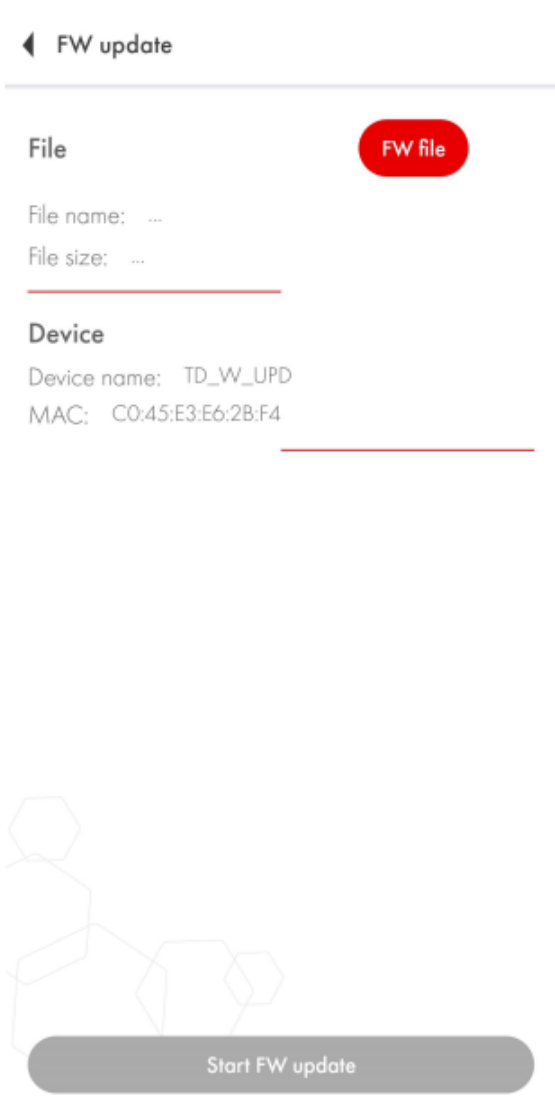 FW update
File
FW file
File name: ...
File size: ...
Device
Device name: TD_W_UPD
MAC: C0:45:E3:E6:2B:F4
Start FW update